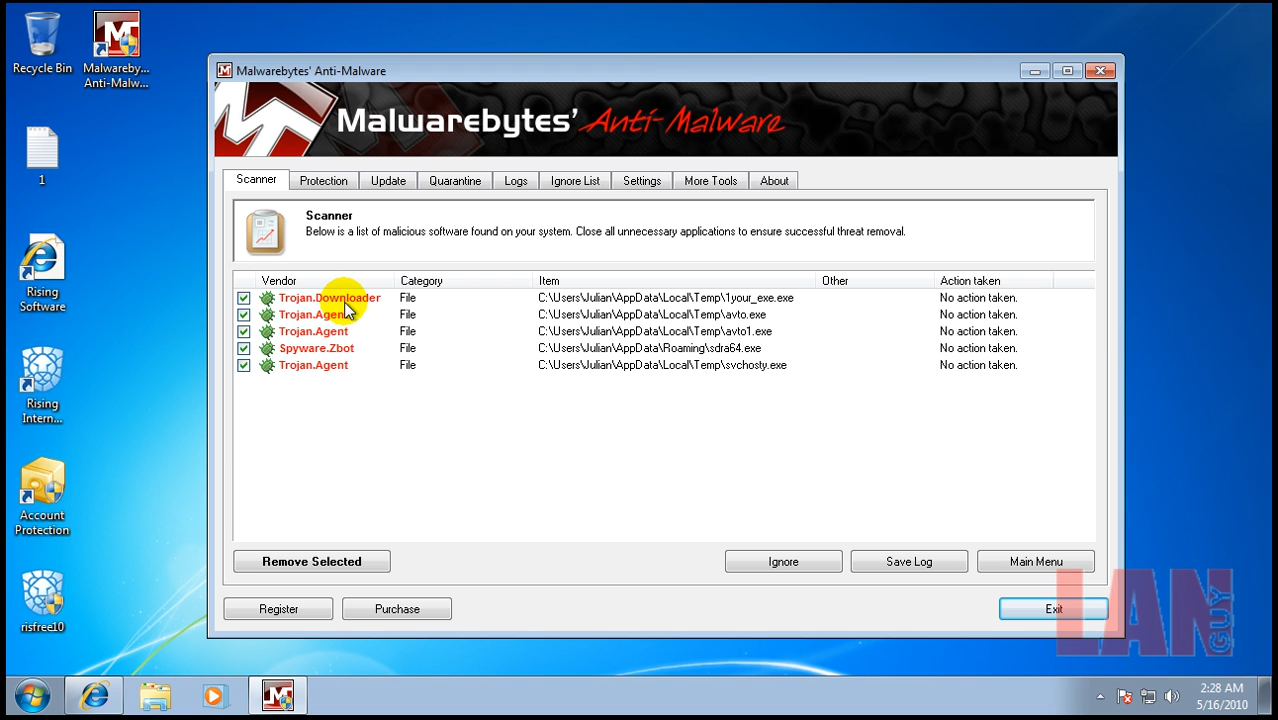 Recycle Bin
Malwareby...
Anti-Malw...
1
Rising
Software
Rising
Intern...
Account
Protection
risfree10
Malwarebytes' Anti-Malware
Malwarebytes' Anti-Malware
Scanner Protection Update Quarantine Logs Ignore List Settings More Tools About
Scanner
Below is a list of malicious software found on your system. Close all unnecessary applications to ensure successful threat removal.
Vendor Category Item Other Action taken
Trojan.Downloader File C:\Users\Julian\AppData\Local\Temp\1your_exe.exe No action taken.
Trojan.Agent File C:\Users\Julian\AppData\Local\Temp\avto.exe No action taken.
Trojan.Agent File C:\Users\Julian\AppData\Local\Temp\avto1.exe No action taken.
Spyware.Zbot File C:\Users\Julian\AppData\Roaming\sdra64.exe No action taken.
Trojan.Agent File C:\Users\Julian\AppData\Local\Temp\svchosty.exe No action taken.
Remove Selected Ignore Save Log Main Menu
Register Purchase Exit
LAN
GUY
2:28 AM
5/16/2010